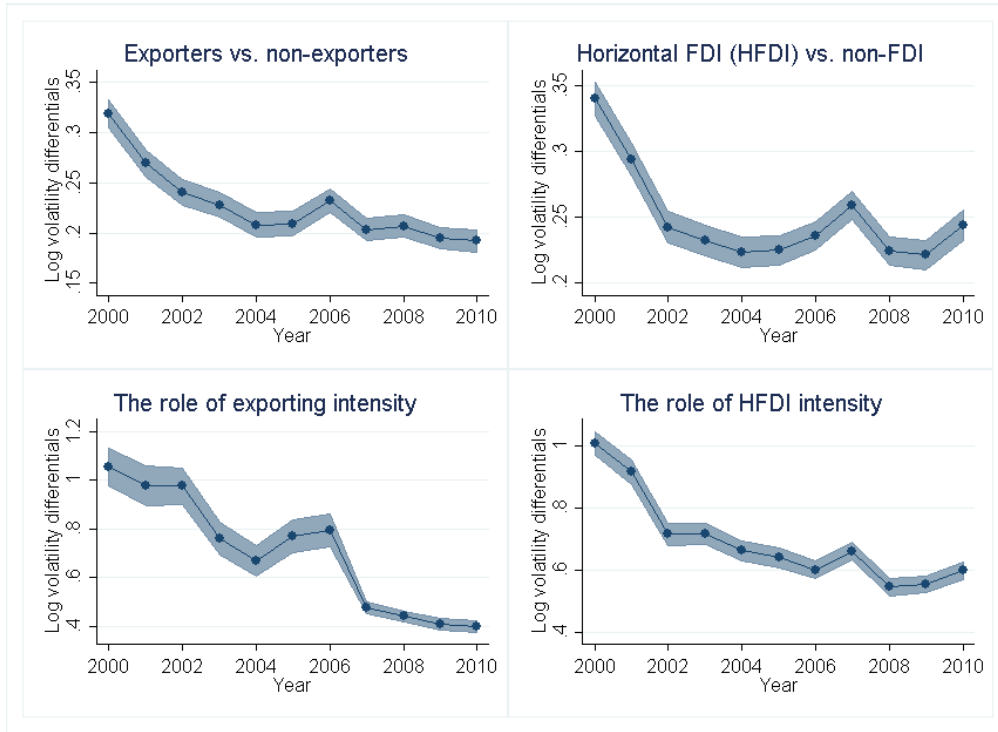 Exporters vs. non-exporters
Log volatility differentials
.35
.3
.25
.2
.15
2000 2002 2004 2006 2008 2010
Year
Horizontal FDI (HFDI) vs. non-FDI
Log volatility differentials
.35
.3
.25
.2
2000 2002 2004 2006 2008 2010
Year
The role of exporting intensity
Log volatility differentials
1.2
1
.8
.6
.4
2000 2002 2004 2006 2008 2010
Year
The role of HFDI intensity
Log volatility differentials
1
.8
.6
.4
2000 2002 2004 2006 2008 2010
Year